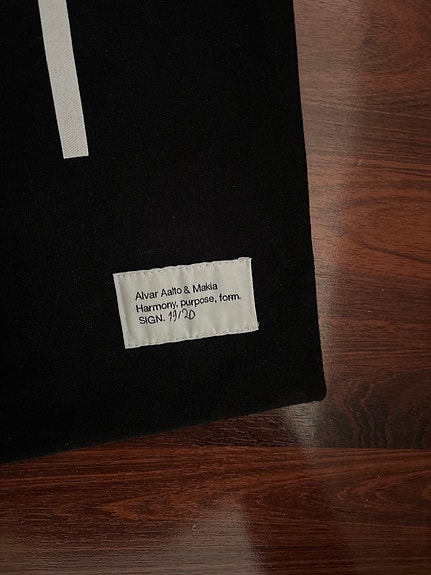 Alvar Aalto & Makia
Harmony, purpose, form.
SIGN. 19/20